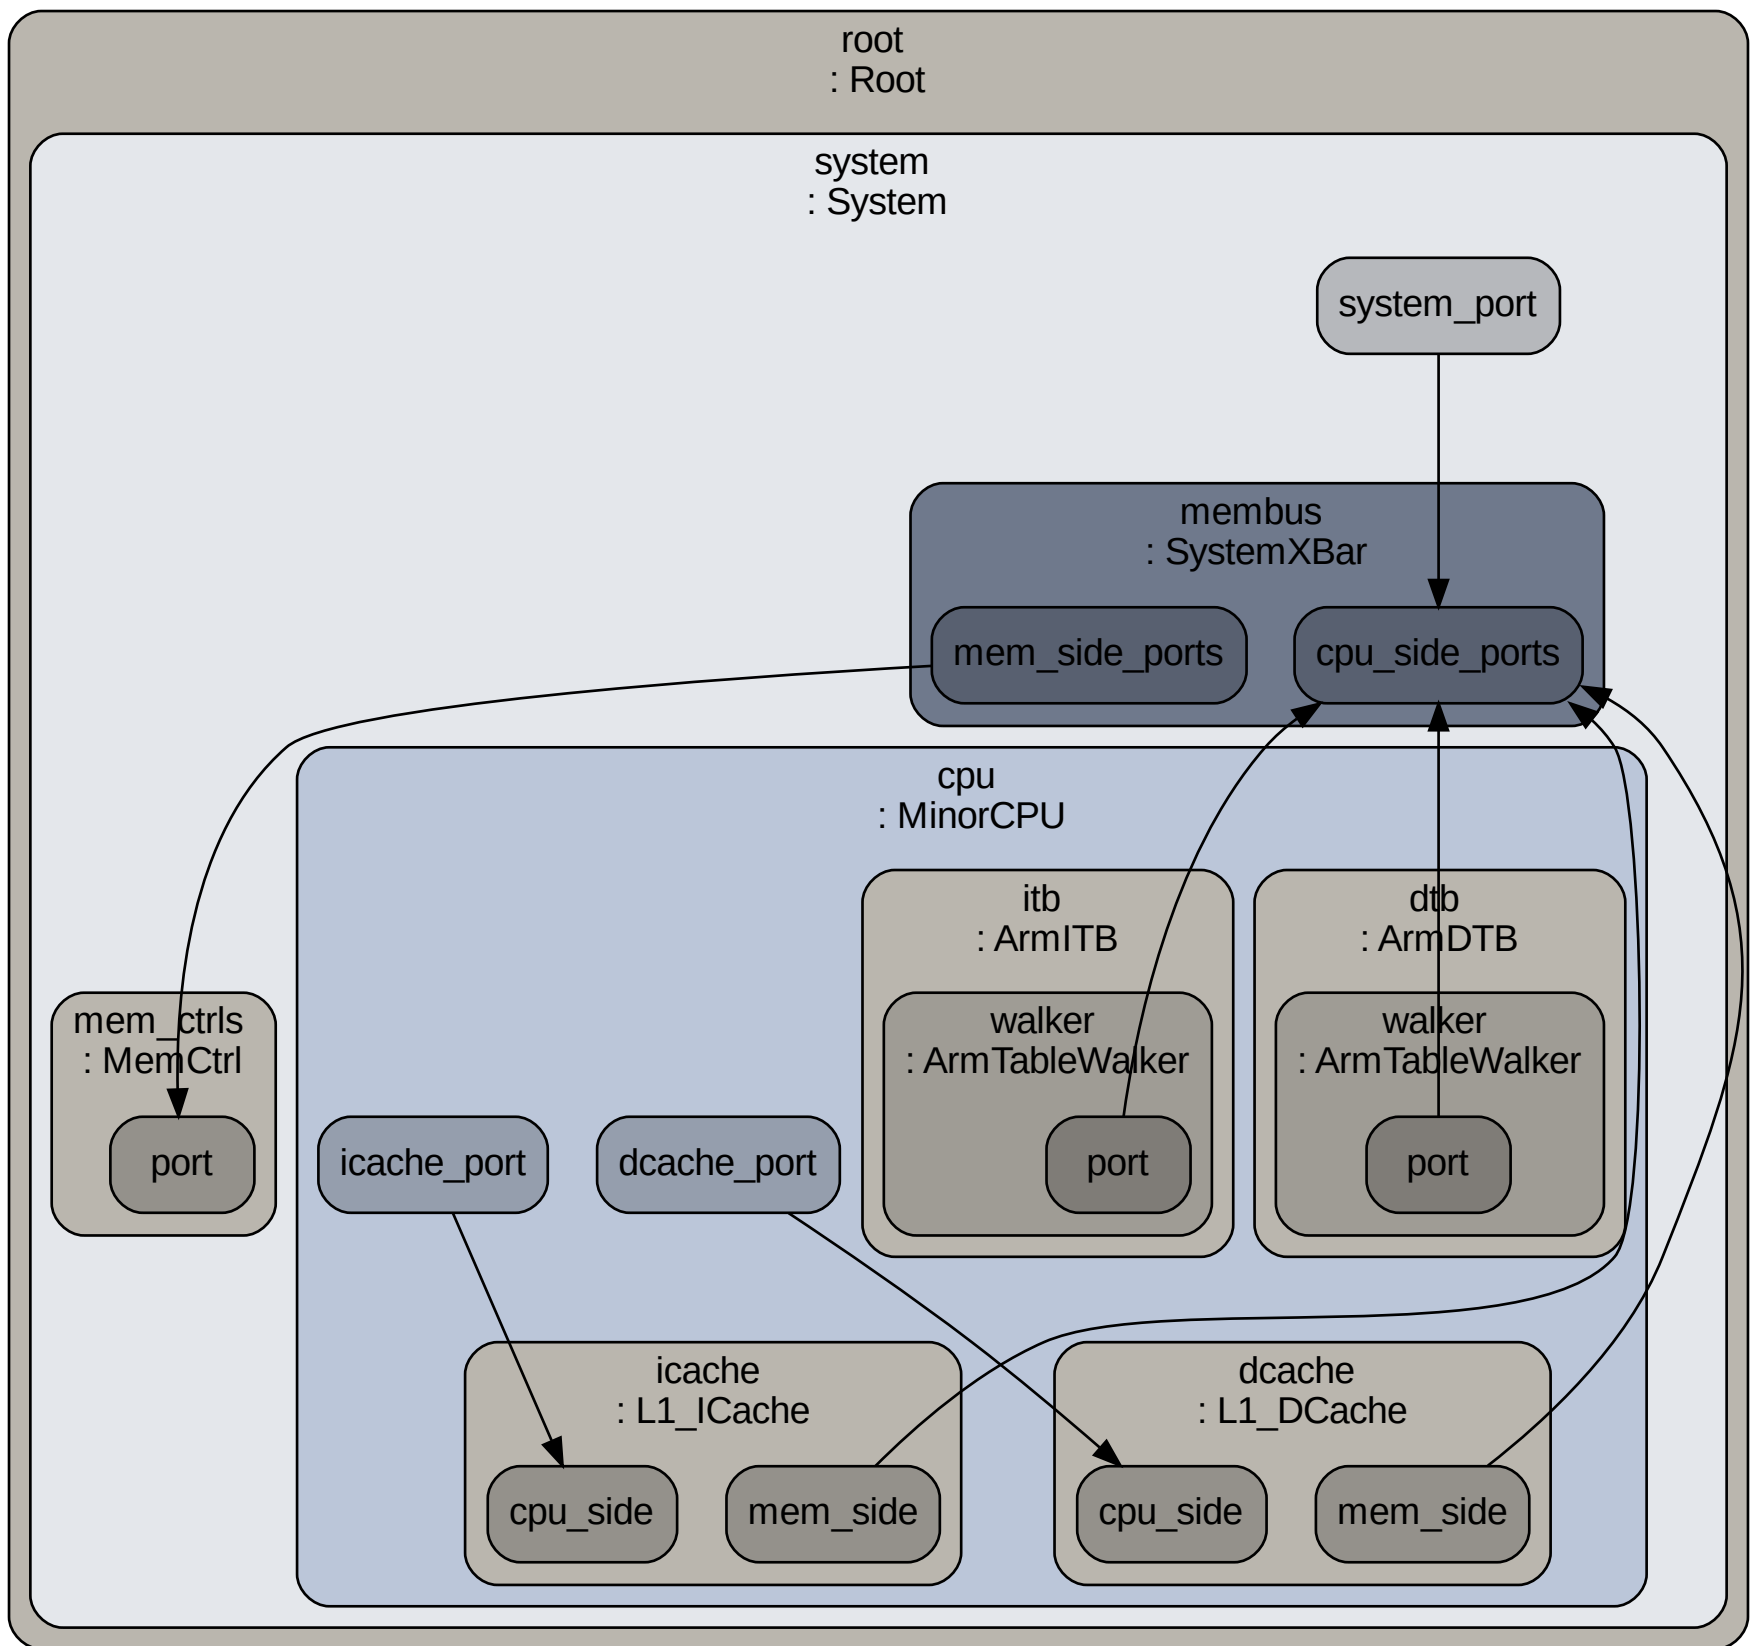 root
: Root
system
: System
system_port
membus
: SystemXBar
mem_side_ports
cpu_side_ports
cpu
: MinorCPU
itb
: ArmITB
dtb
: ArmDTB
mem_ctrls
: MemCtrl
walker
: ArmTableWalker
walker
: ArmTableWalker
port
icache_port
dcache_port
port
port
icache
: L1_ICache
dcache
: L1_DCache
cpu_side
mem_side
cpu_side
mem_side